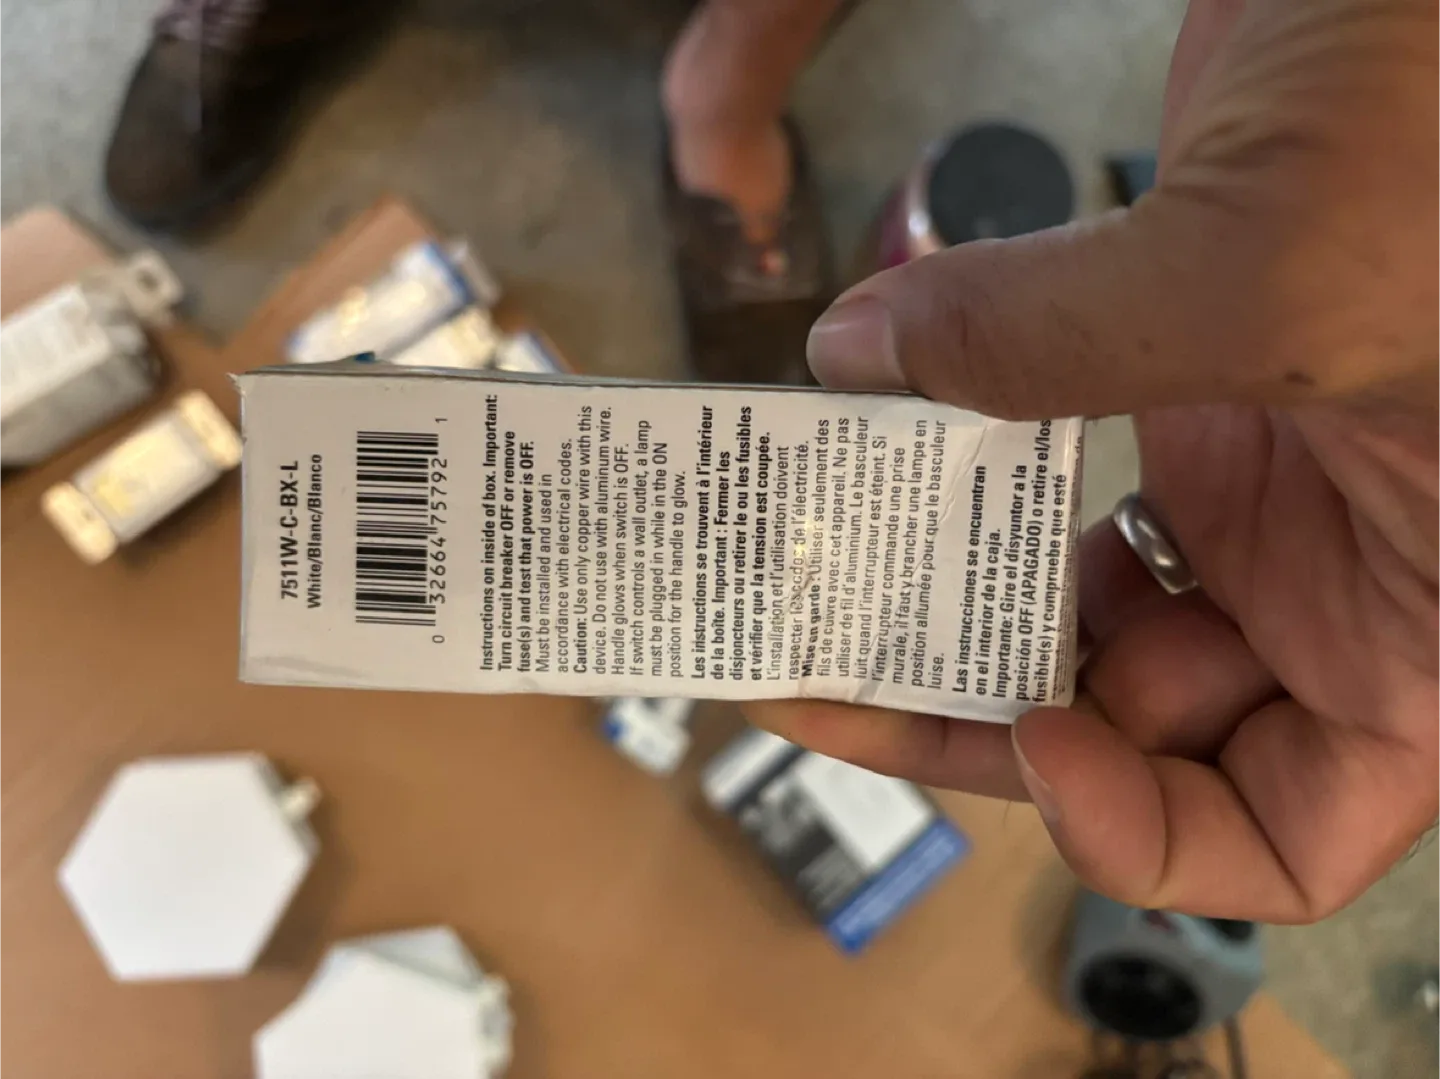 7511W-C-BX-L
White/Blanc/Blanco
0 32664 75792 1
Instructions on inside of box. Important:
Turn circuit breaker OFF or remove
fuse(s) and test that power is OFF.
Must be installed and used in
accordance with electrical codes.
Caution: Use only copper wire with this
device. Do not use with aluminum wire.
Handle glows when switch is OFF.
If switch controls a wall outlet, a lamp
must be plugged in while in the ON
position for the handle to glow.
Les instructions se trouvent à l'intérieur
de la boîte. Important : Fermer les
disjoncteurs ou retirer le ou les fusibles
et vérifier que la tension est coupée.
L'installation et l'utilisation doivent
respecter les codes de l'électricité.
Mise en garde : Utiliser seulement des
fils de cuivre avec cet appareil. Ne pas
utiliser de fil d'aluminium. Le basculeur
luit quand l'interrupteur est éteint. Si
l'interrupteur commande une prise
murale, il faut y brancher une lampe en
position allumée pour que le basculeur
luise.
Las instrucciones se encuentran
en el interior de la caja.
Importante: Gire el disyuntor a la
posición OFF (APAGADO) o retire el/los
fusible(s) y compruebe que esté